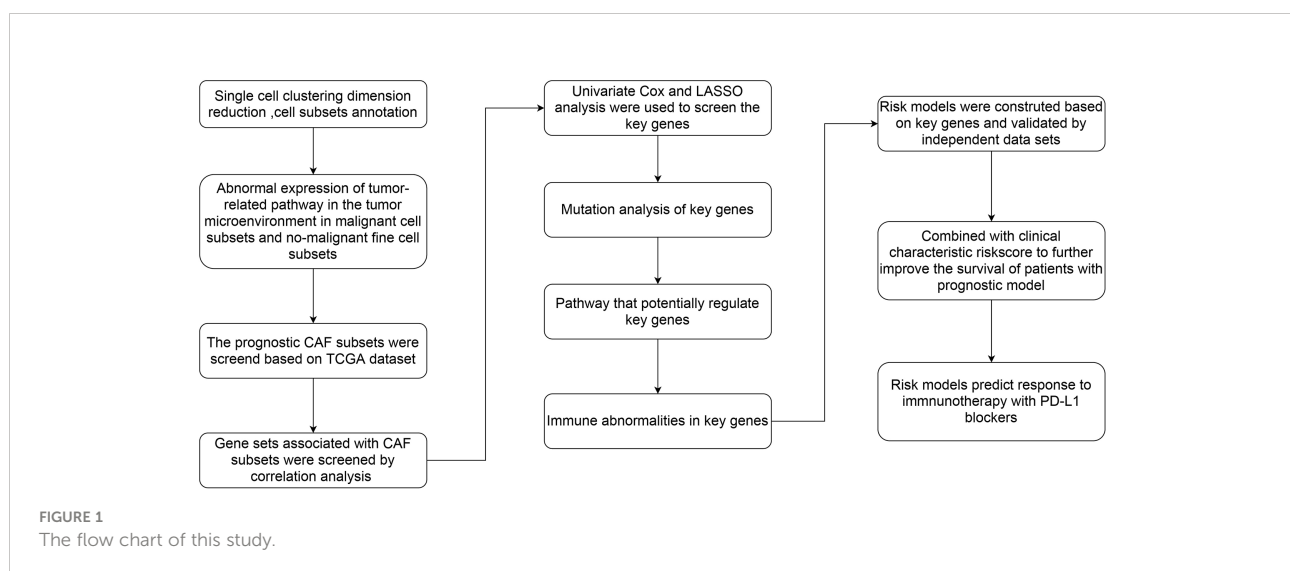 Single cell clustering dimension
reduction ,cell subsets annotation
Abnormal expression of tumor-
related pathway in the tumor
microenvironment in malignant cell
subsets and no-malignant fine cell
subsets
The prognostic CAF subsets were
screend based on TCGA dataset
Gene sets associated with CAF
subsets were screened by
correlation analysis
Univariate Cox and LASSO
analysis were used to screen the
key genes
Mutation analysis of key genes
Pathway that potentially regulate
key genes
Immune abnormalities in key genes
Risk models were construted based
on key genes and validated by
independent data sets
Combined with clinical
characteristic riskscore to further
improve the survival of patients with
prognostic model
Risk models predict response to
immnunotherapy with PD-L1
blockers
FIGURE 1
The flow chart of this study.